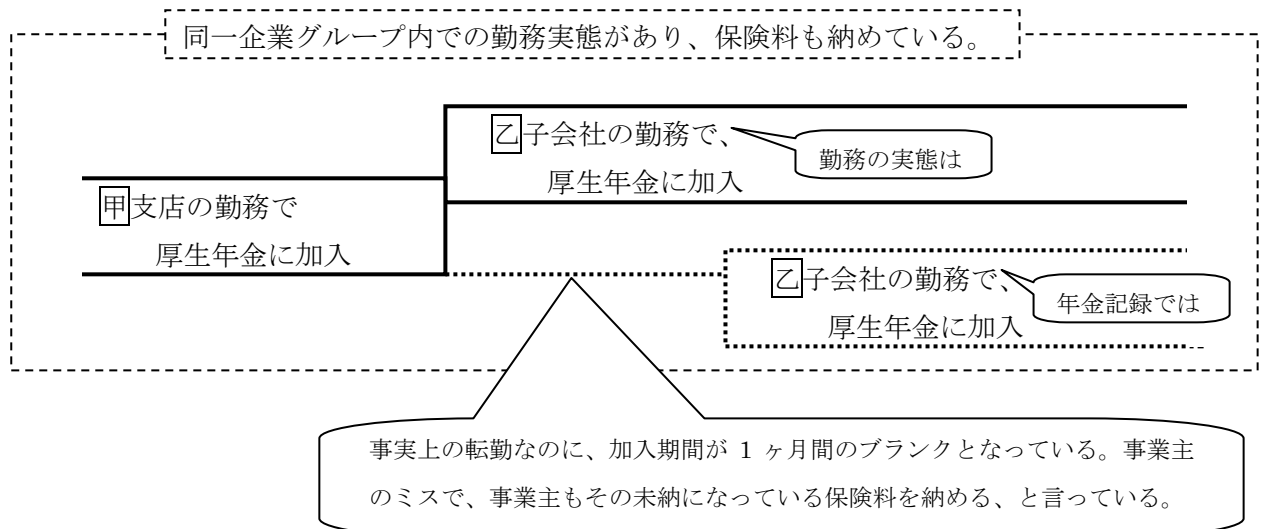 同一企業グループ内での勤務実態があり、保険料も納めている。
乙子会社の勤務で、
厚生年金に加入
勤務の実態は
甲支店の勤務で
厚生年金に加入
乙子会社の勤務で、
厚生年金に加入
年金記録では
事実上の転勤なのに、加入期間が 1 ヶ月間のブランクとなっている。事業主
のミスで、事業主もその未納になっている保険料を納める、と言っている。